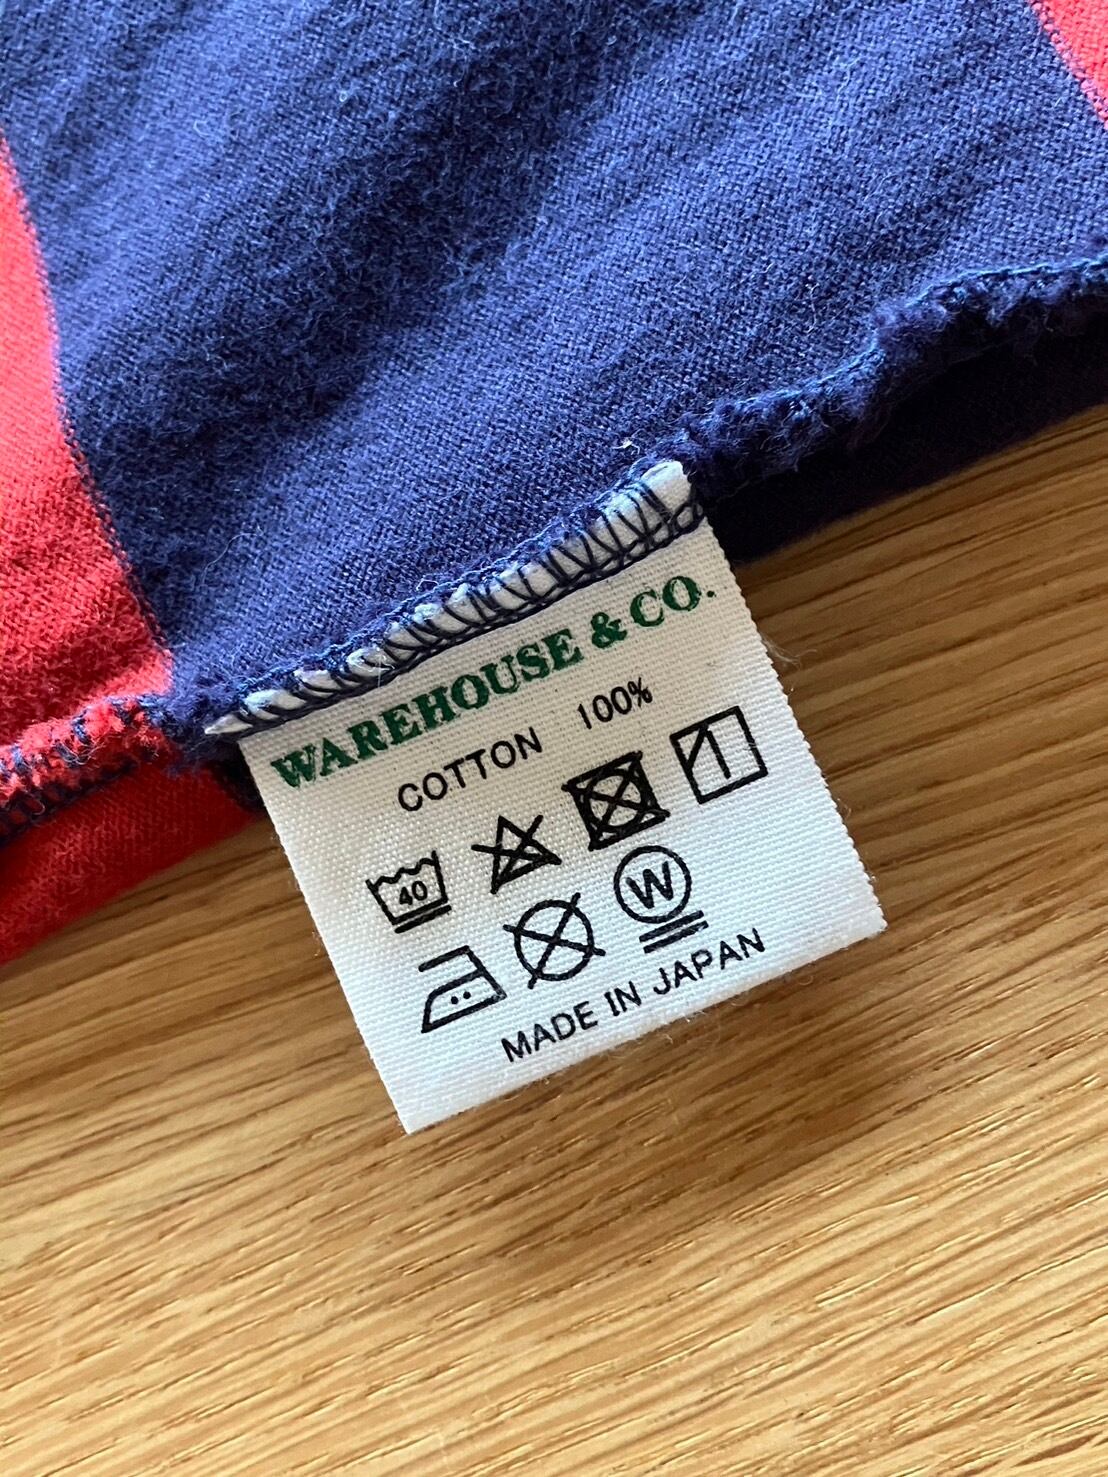 WAREHOUSE & CO.
COTTON 100%
40
W
MADE IN JAPAN